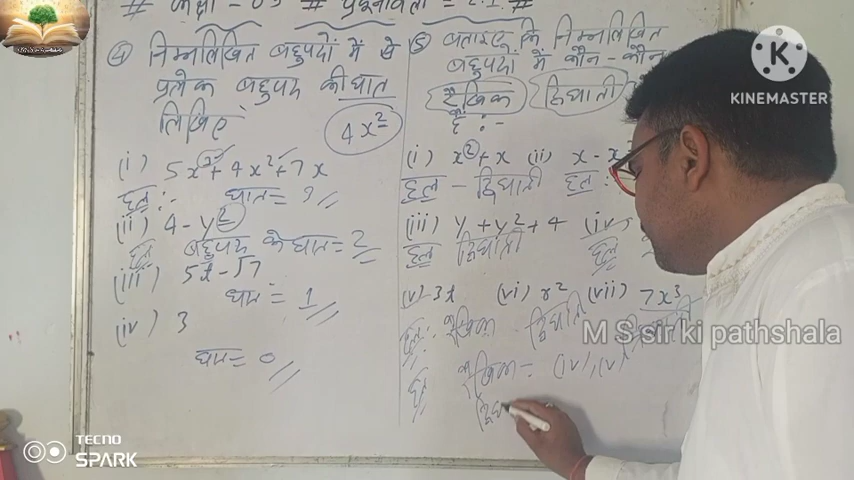 # कक्षा - 09 # प्रश्नावली = 2.1 #
④ निम्नलिखित बहुपदों में से
प्रत्येक बहुपद की घात
लिखिए
4x²
(i) 5x³ + 4x² + 7x
हल :- घात =
(ii) 4 - y²
हल बहुपद के घात = 2
(iii) 5t - √7
घात = 1
(iv) 3
घात = 0
⑤ बताइए कि निम्नलिखित
बहुपदों में कौन - कौन
रैखिक द्विघाती
है :-
(i) x² + x (ii) x - x
हल - द्विघाती हल :
(iii) y + y² + 4 (iv)
हल द्विघाती हल
(v) 3t (vi) r² (vii) 7x³
हल : रैखिक द्विघाती त्रिघाती
हल रैखिक = (iv), (v)
KINEMASTER
M S sir ki pathshala
TECNO
SPARK